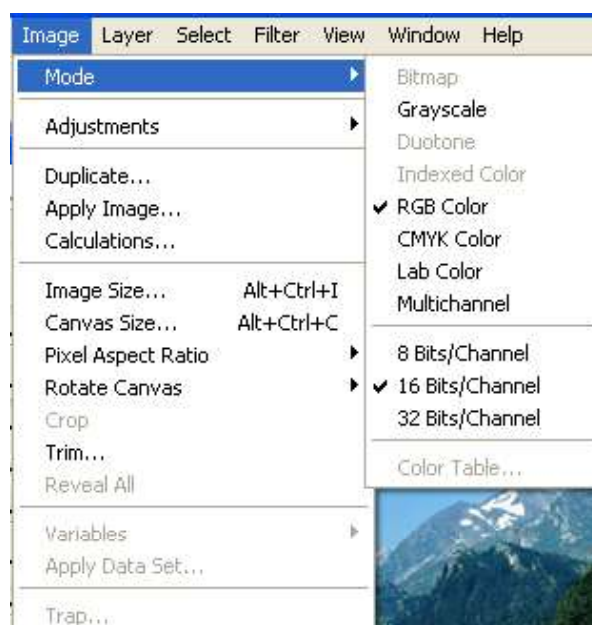 Image Layer Select Filter View Window Help
Mode
Adjustments
Duplicate...
Apply Image...
Calculations...
Image Size... Alt+Ctrl+I
Canvas Size... Alt+Ctrl+C
Pixel Aspect Ratio
Rotate Canvas
Crop
Trim...
Reveal All
Variables
Apply Data Set...
Trap...
Bitmap
Grayscale
Duotone
Indexed Color
RGB Color
CMYK Color
Lab Color
Multichannel
8 Bits/Channel
16 Bits/Channel
32 Bits/Channel
Color Table...